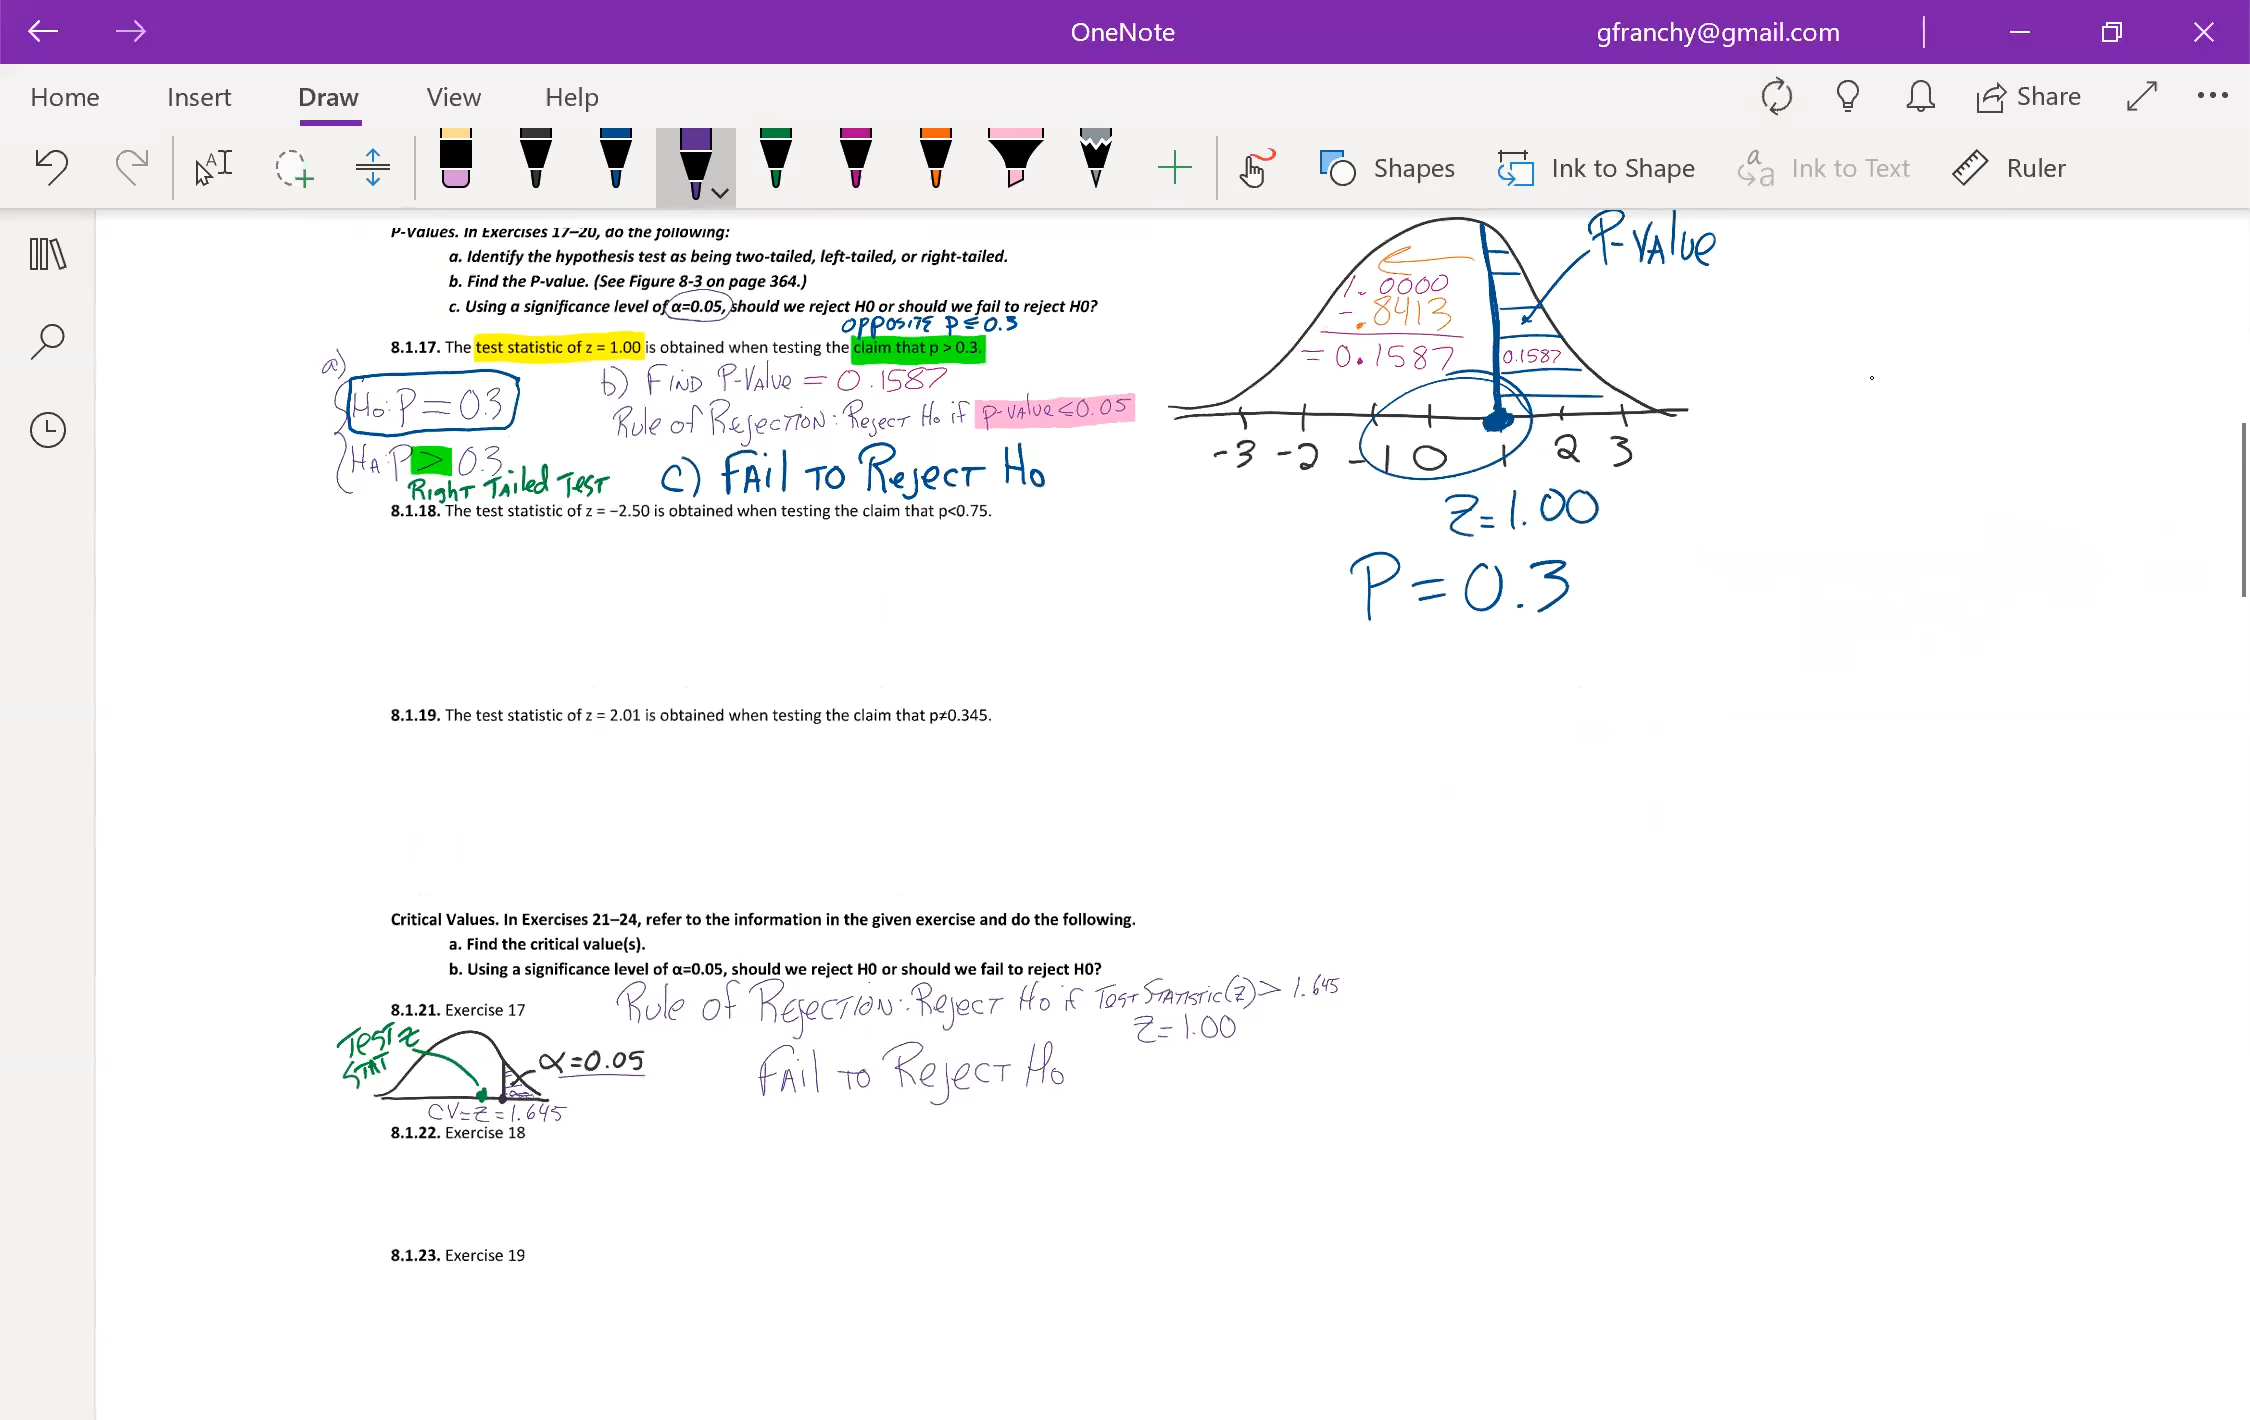 OneNote
gfranchy@gmail.com
Home Insert Draw View Help
Share
Shapes Ink to Shape Ink to Text Ruler
P-Values. In Exercises 17–20, do the following:
a. Identify the hypothesis test as being two-tailed, left-tailed, or right-tailed.
b. Find the P-value. (See Figure 8-3 on page 364.)
c. Using a significance level of α=0.05, should we reject H0 or should we fail to reject H0?
OPPOSITE P ≤ 0.3
8.1.17. The test statistic of z = 1.00 is obtained when testing the claim that p > 0.3.
a)
H₀: P = 0.3
b) FIND P-Value = 0.1587
Rule of Rejection: Reject H₀ if P-value ≤ 0.05
HA: P > 0.3
Right Tailed Test
c) FAil TO Reject H₀
P-VAlue
1.0000
-.8413
= 0.1587
0.1587
-3 -2 -1 0 1 2 3
Z = 1.00
P = 0.3
8.1.18. The test statistic of z = −2.50 is obtained when testing the claim that p<0.75.
8.1.19. The test statistic of z = 2.01 is obtained when testing the claim that p≠0.345.
Critical Values. In Exercises 21–24, refer to the information in the given exercise and do the following.
a. Find the critical value(s).
b. Using a significance level of α=0.05, should we reject H0 or should we fail to reject H0?
8.1.21. Exercise 17
Rule of Rejection: Reject H₀ if Test Statistic (Z) > 1.645
Z = 1.00
FAil TO Reject H₀
Test Z
STAT
α = 0.05
CV = Z = 1.645
8.1.22. Exercise 18
8.1.23. Exercise 19